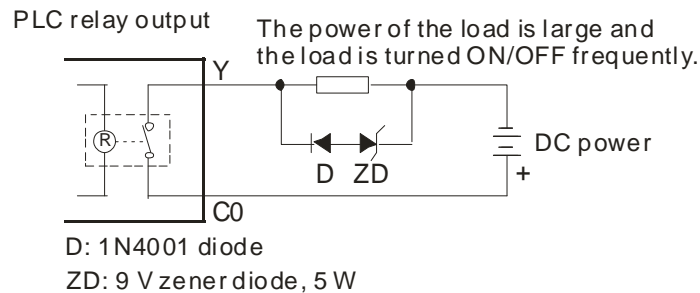 PLC relay output
The power of the load is large and
the load is turned ON/OFF frequently.
Y
R
D ZD
DC power
+
C0
D: 1N4001 diode
ZD: 9 V zener diode, 5 W